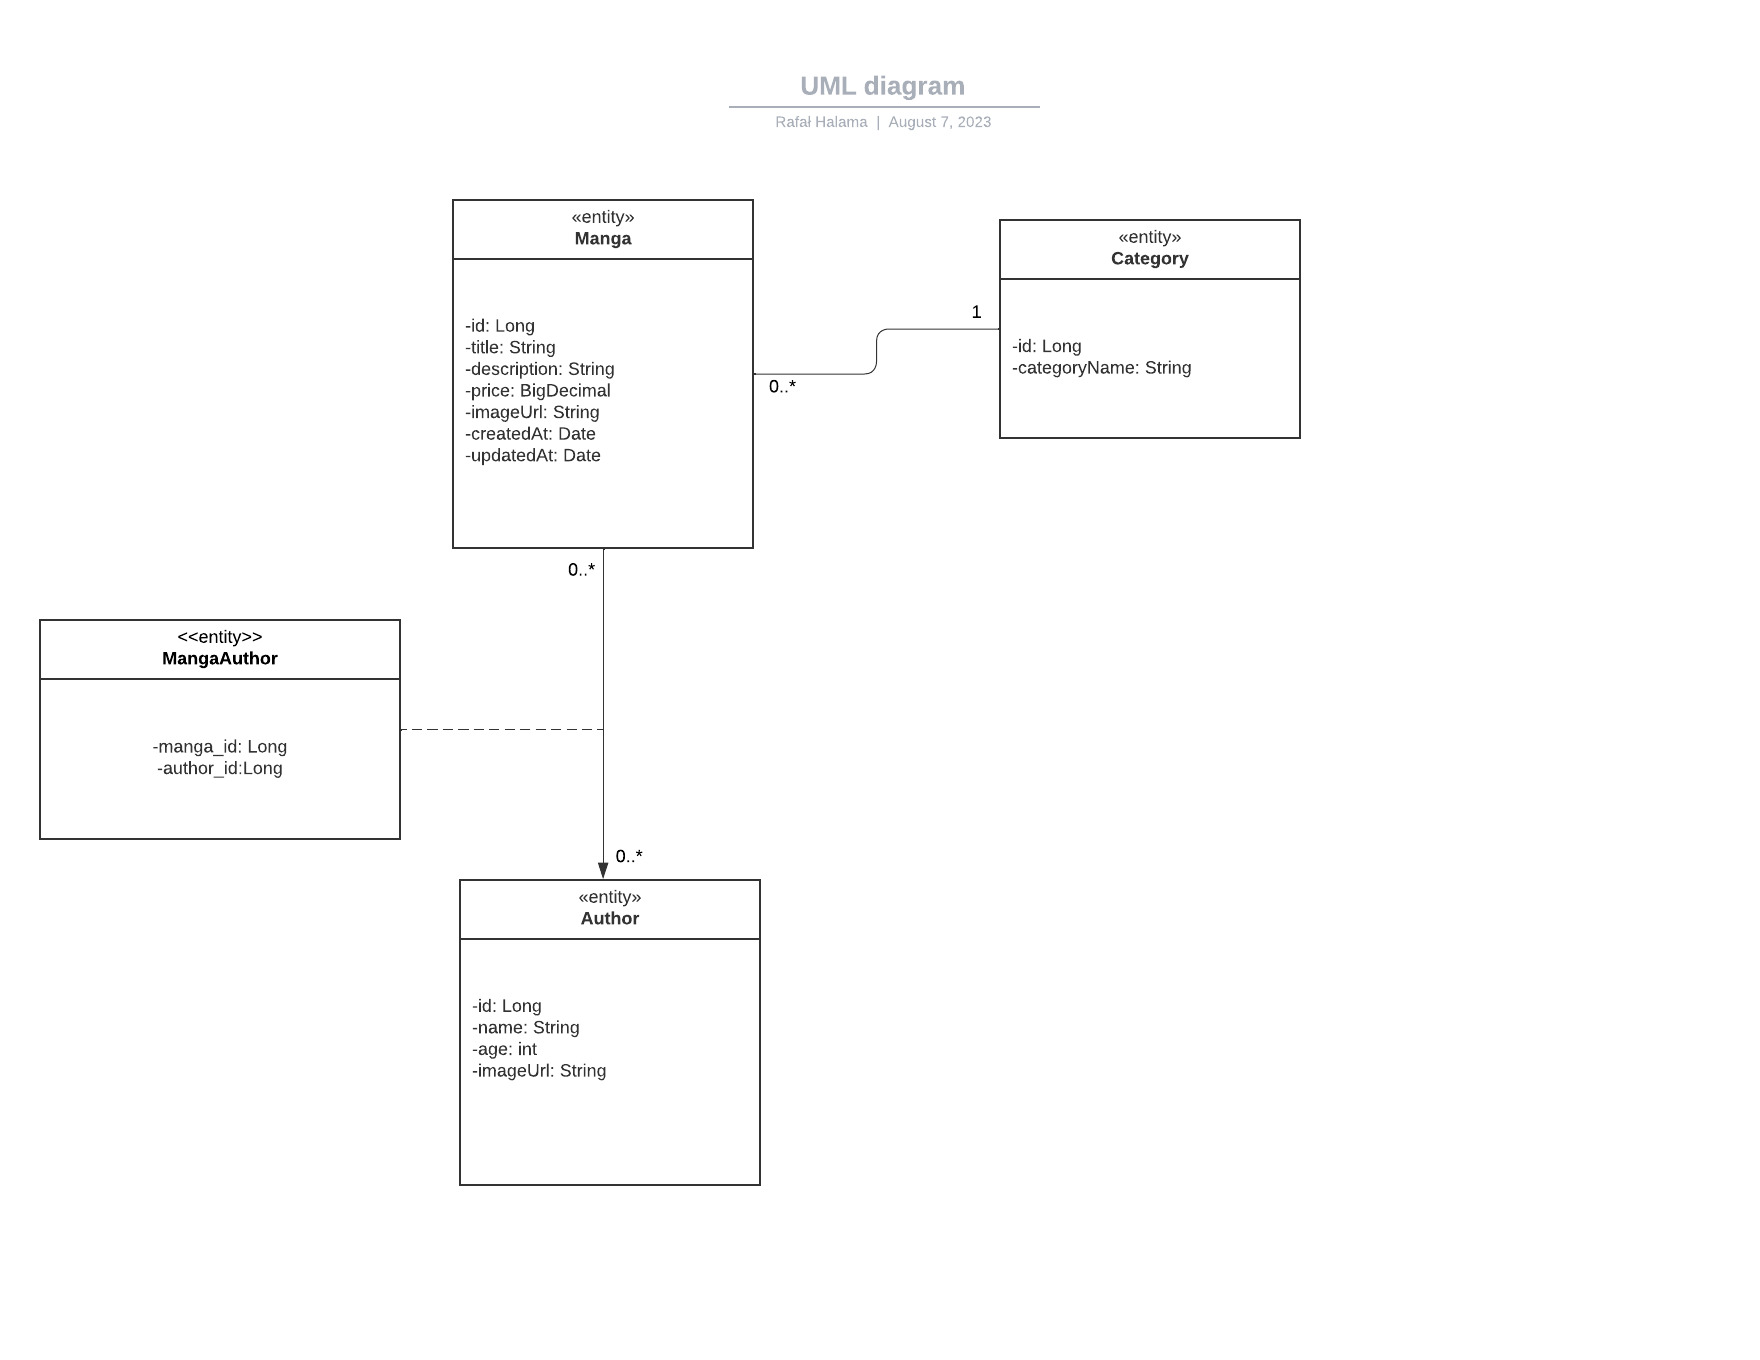 UML diagram
Rafał Halama | August 7, 2023
«entity»
Manga
-id: Long
-title: String
-description: String
-price: BigDecimal
-imageUrl: String
-createdAt: Date
-updatedAt: Date
«entity»
Category
-id: Long
-categoryName: String
1
0..*
0..*
<<entity>>
MangaAuthor
-manga_id: Long
-author_id:Long
0..*
«entity»
Author
-id: Long
-name: String
-age: int
-imageUrl: String